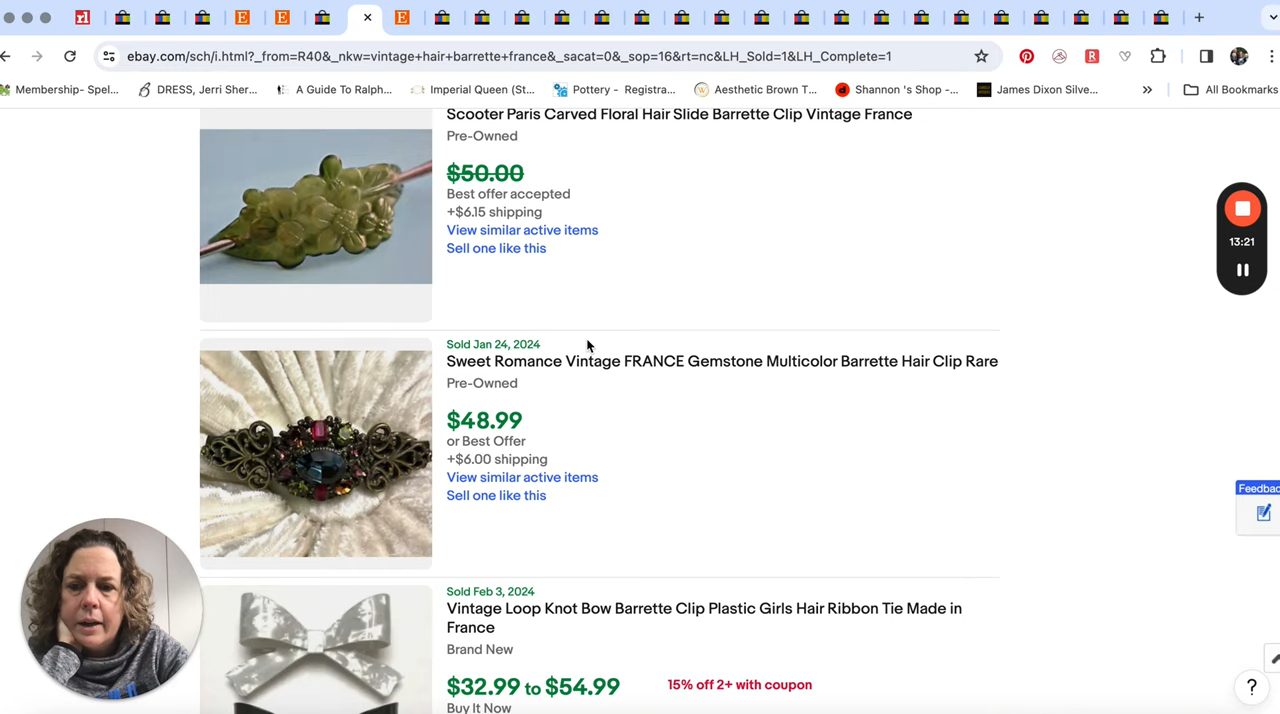 ebay.com/sch/i.html?_from=R40&_nkw=vintage+hair+barrette+france&_sacat=0&_sop=16&rt=nc&LH_Sold=1&LH_Complete=1
Membership- Spel...
DRESS, Jerri Sher...
A Guide To Ralph...
Imperial Queen (St...
Pottery - Registra...
Aesthetic Brown T...
Shannon 's Shop -...
James Dixon Silve...
»
All Bookmarks
Scooter Paris Carved Floral Hair Slide Barrette Clip Vintage France
Pre-Owned
$50.00
Best offer accepted
+$6.15 shipping
View similar active items
Sell one like this
13:21
Sold Jan 24, 2024
Sweet Romance Vintage FRANCE Gemstone Multicolor Barrette Hair Clip Rare
Pre-Owned
$48.99
or Best Offer
+$6.00 shipping
View similar active items
Sell one like this
Feedbac
Sold Feb 3, 2024
Vintage Loop Knot Bow Barrette Clip Plastic Girls Hair Ribbon Tie Made in
France
Brand New
$32.99 to $54.99
15% off 2+ with coupon
Buy It Now
?